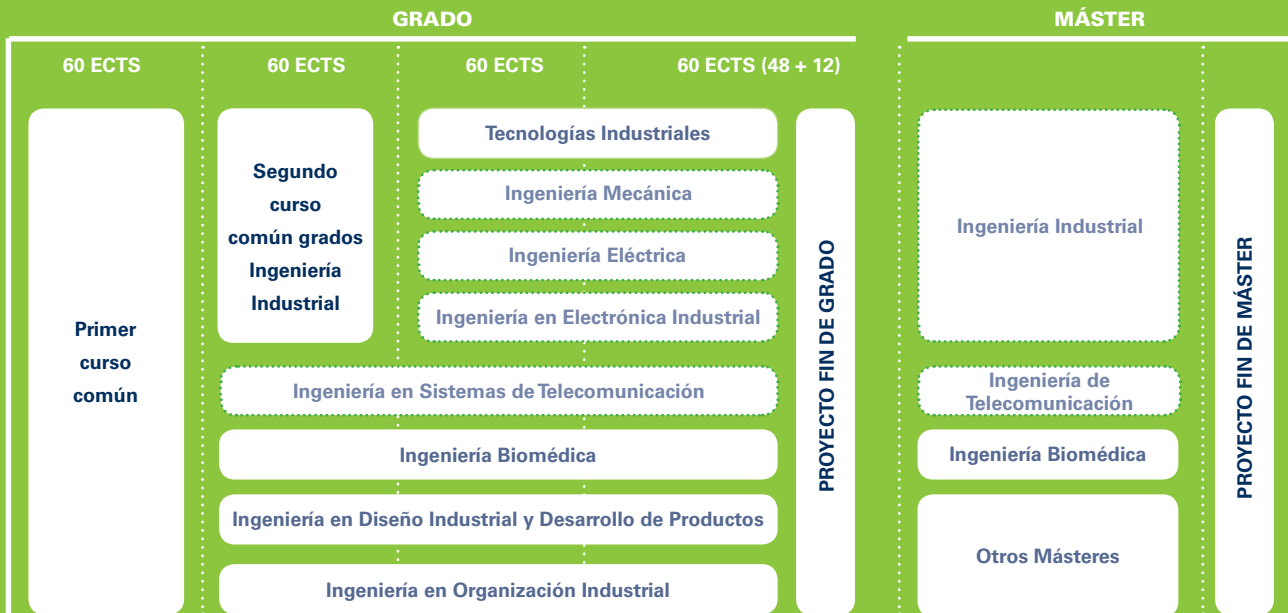 GRADO
MÁSTER
60 ECTS
60 ECTS
60 ECTS
60 ECTS (48 + 12)
Primer
curso
común
Segundo
curso
común grados
Ingeniería
Industrial
Tecnologías Industriales
Ingeniería Mecánica
Ingeniería Eléctrica
Ingeniería en Electrónica Industrial
Ingeniería en Sistemas de Telecomunicación
Ingeniería Biomédica
Ingeniería en Diseño Industrial y Desarrollo de Productos
Ingeniería en Organización Industrial
PROYECTO FIN DE GRADO
Ingeniería Industrial
Ingeniería de
Telecomunicación
Ingeniería Biomédica
Otros Másteres
PROYECTO FIN DE MÁSTER